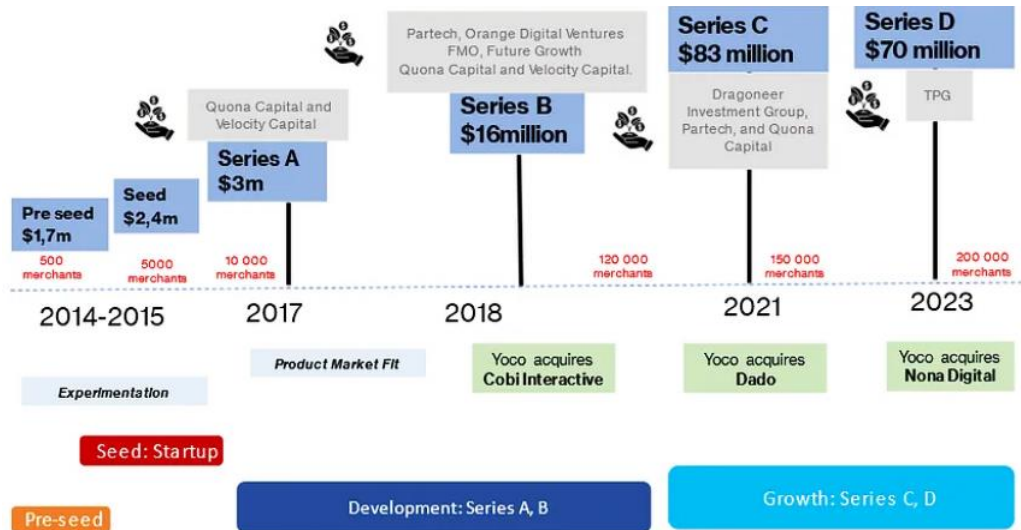 Partech, Orange Digital Ventures
FMO, Future Growth
Quona Capital and Velocity Capital.
Series C
$83 million
Series D
$70 million
Quona Capital and
Velocity Capital
Series B
$16million
Dragoneer
Investment Group,
Partech, and Quona
Capital
TPG
Series A
$3m
Seed
$2,4m
Pre seed
$1,7m
500
merchants
5000
merchants
10 000
merchants
120 000
merchants
150 000
merchants
200 000
merchants
2014-2015
2017
2018
2021
2023
Experimentation
Product Market Fit
Yoco acquires
Cobi Interactive
Yoco acquires
Dado
Yoco acquires
Nona Digital
Seed: Startup
Pre-seed
Development: Series A, B
Growth: Series C, D